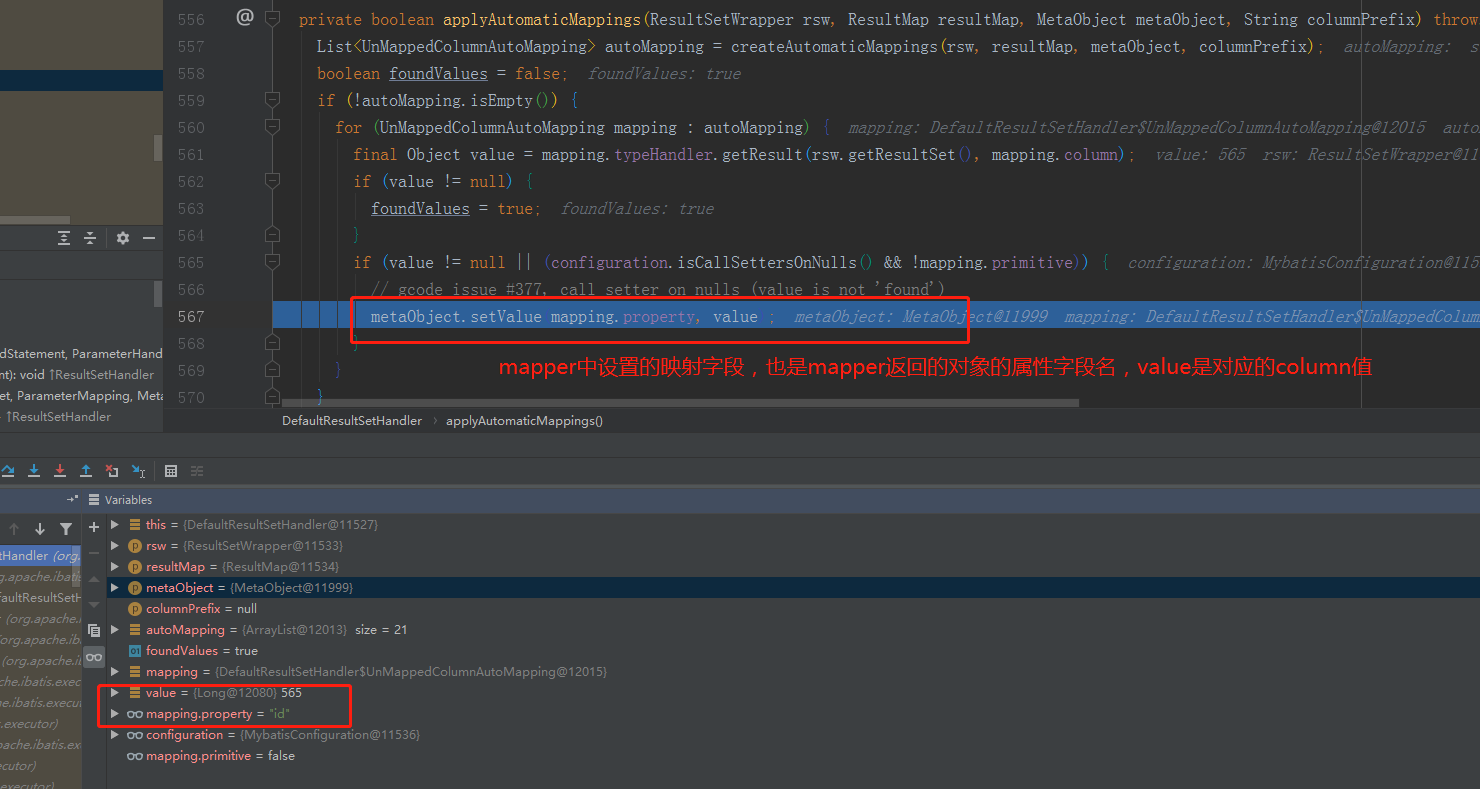 556 @ private boolean applyAutomaticMappings(ResultSetWrapper rsw, ResultMap resultMap, MetaObject metaObject, String columnPrefix) throw
557 List<UnMappedColumnAutoMapping> autoMapping = createAutomaticMappings(rsw, resultMap, metaObject, columnPrefix); autoMapping: s
558 boolean foundValues = false; foundValues: true
559 if (!autoMapping.isEmpty()) {
560 for (UnMappedColumnAutoMapping mapping : autoMapping) { mapping: DefaultResultSetHandler$UnMappedColumnAutoMapping@12015 auto
561 final Object value = mapping.typeHandler.getResult(rsw.getResultSet(), mapping.column); value: 565 rsw: ResultSetWrapper@11
562 if (value != null) {
563 foundValues = true; foundValues: true
564 }
565 if (value != null || (configuration.isCallSettersOnNulls() && !mapping.primitive)) { configuration: MybatisConfiguration@115
566 // gcode issue #377, call setter on nulls (value is not 'found')
567 metaObject.setValue mapping.property, value ; metaObject: MetaObject@11999 mapping: DefaultResultSetHandler$UnMappedColum
568 }
569 }
570 }
mapper中设置的映射字段，也是mapper返回的对象的属性字段名，value是对应的column值
edStatement, ParameterHand
nt): void ↑ResultSetHandler
et, ParameterMapping, Meta
↑ResultSetHandler
DefaultResultSetHandler › applyAutomaticMappings()
Variables
this = {DefaultResultSetHandler@11527}
rsw = {ResultSetWrapper@11533}
resultMap = {ResultMap@11534}
metaObject = {MetaObject@11999}
columnPrefix = null
autoMapping = {ArrayList@12013} size = 21
foundValues = true
mapping = {DefaultResultSetHandler$UnMappedColumnAutoMapping@12015}
value = {Long@12080} 565
mapping.property = "id"
configuration = {MybatisConfiguration@11536}
mapping.primitive = false
tHandler (org.
g.apache.ibatis
faultResultSetH
(org.apache.
(org.apache.ib
(org.apache.ib
che.ibatis.exec
he.ibatis.execut
s.executor)
pache.ibatis.exe
ecutor)
executor)